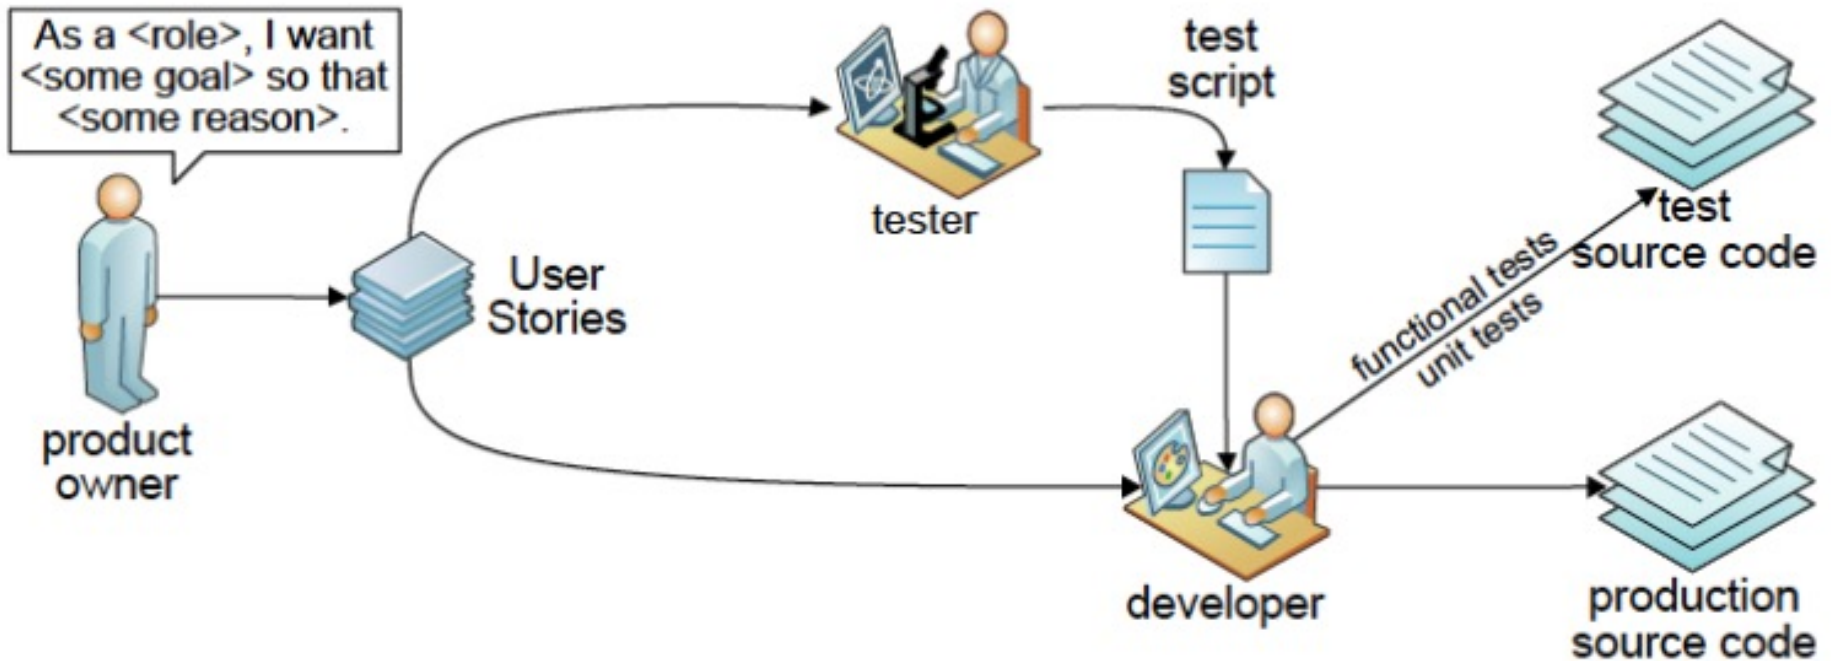 As a <role>, I want
<some goal> so that
<some reason>.
product
owner
User
Stories
tester
test
script
developer
functional tests
unit tests
test
source code
production
source code